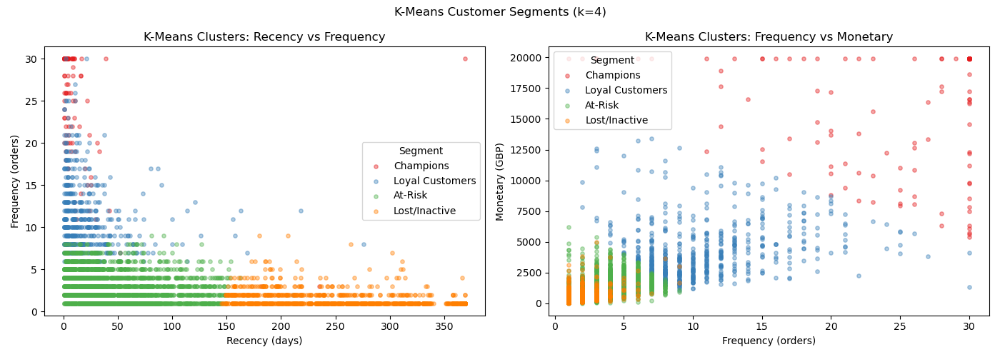 K-Means Customer Segments (k=4)
K-Means Clusters: Recency vs Frequency
Frequency (orders)
30
25
20
15
10
5
0
0
50
100
150
200
250
300
350
Recency (days)
Segment
Champions
Loyal Customers
At-Risk
Lost/Inactive
K-Means Clusters: Frequency vs Monetary
Monetary (GBP)
20000
17500
15000
12500
10000
7500
5000
2500
0
0
5
10
15
20
25
30
Frequency (orders)
Segment
Champions
Loyal Customers
At-Risk
Lost/Inactive